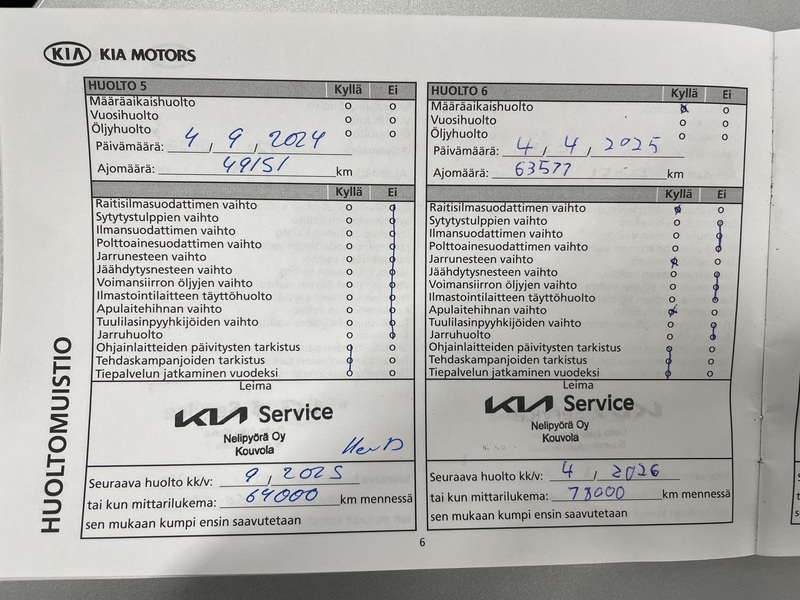 KIA KIA MOTORS
HUOLTOMUISTIO
HUOLTO 5 Kyllä Ei
Määräaikaishuolto
Vuosihuolto
Öljyhuolto
Päivämäärä: 4 , 9 , 2024
Ajomäärä: 49151 km
Kyllä Ei
Raitisilmasuodattimen vaihto
Sytytystulppien vaihto
Ilmansuodattimen vaihto
Polttoainesuodattimen vaihto
Jarrunesteen vaihto
Jäähdytysnesteen vaihto
Voimansiirron öljyjen vaihto
Ilmastointilaitteen täyttöhuolto
Apulaitehihnan vaihto
Tuulilasinpyyhkijöiden vaihto
Jarruhuolto
Ohjainlaitteiden päivitysten tarkistus
Tehdaskampanjoiden tarkistus
Tiepalvelun jatkaminen vuodeksi
Leima
KIA Service
Nelipyörä Oy
Kouvola
Seuraava huolto kk/v: 9 , 2025
tai kun mittarilukema: 64000 km mennessä
sen mukaan kumpi ensin saavutetaan
HUOLTO 6 Kyllä Ei
Määräaikaishuolto
Vuosihuolto
Öljyhuolto
Päivämäärä: 4 , 4 , 2025
Ajomäärä: 63577 km
Kyllä Ei
Raitisilmasuodattimen vaihto
Sytytystulppien vaihto
Ilmansuodattimen vaihto
Polttoainesuodattimen vaihto
Jarrunesteen vaihto
Jäähdytysnesteen vaihto
Voimansiirron öljyjen vaihto
Ilmastointilaitteen täyttöhuolto
Apulaitehihnan vaihto
Tuulilasinpyyhkijöiden vaihto
Jarruhuolto
Ohjainlaitteiden päivitysten tarkistus
Tehdaskampanjoiden tarkistus
Tiepalvelun jatkaminen vuodeksi
Leima
KIA Service
Nelipyörä Oy
Kouvola
Seuraava huolto kk/v: 4 , 2026
tai kun mittarilukema: 78000 km mennessä
sen mukaan kumpi ensin saavutetaan
6